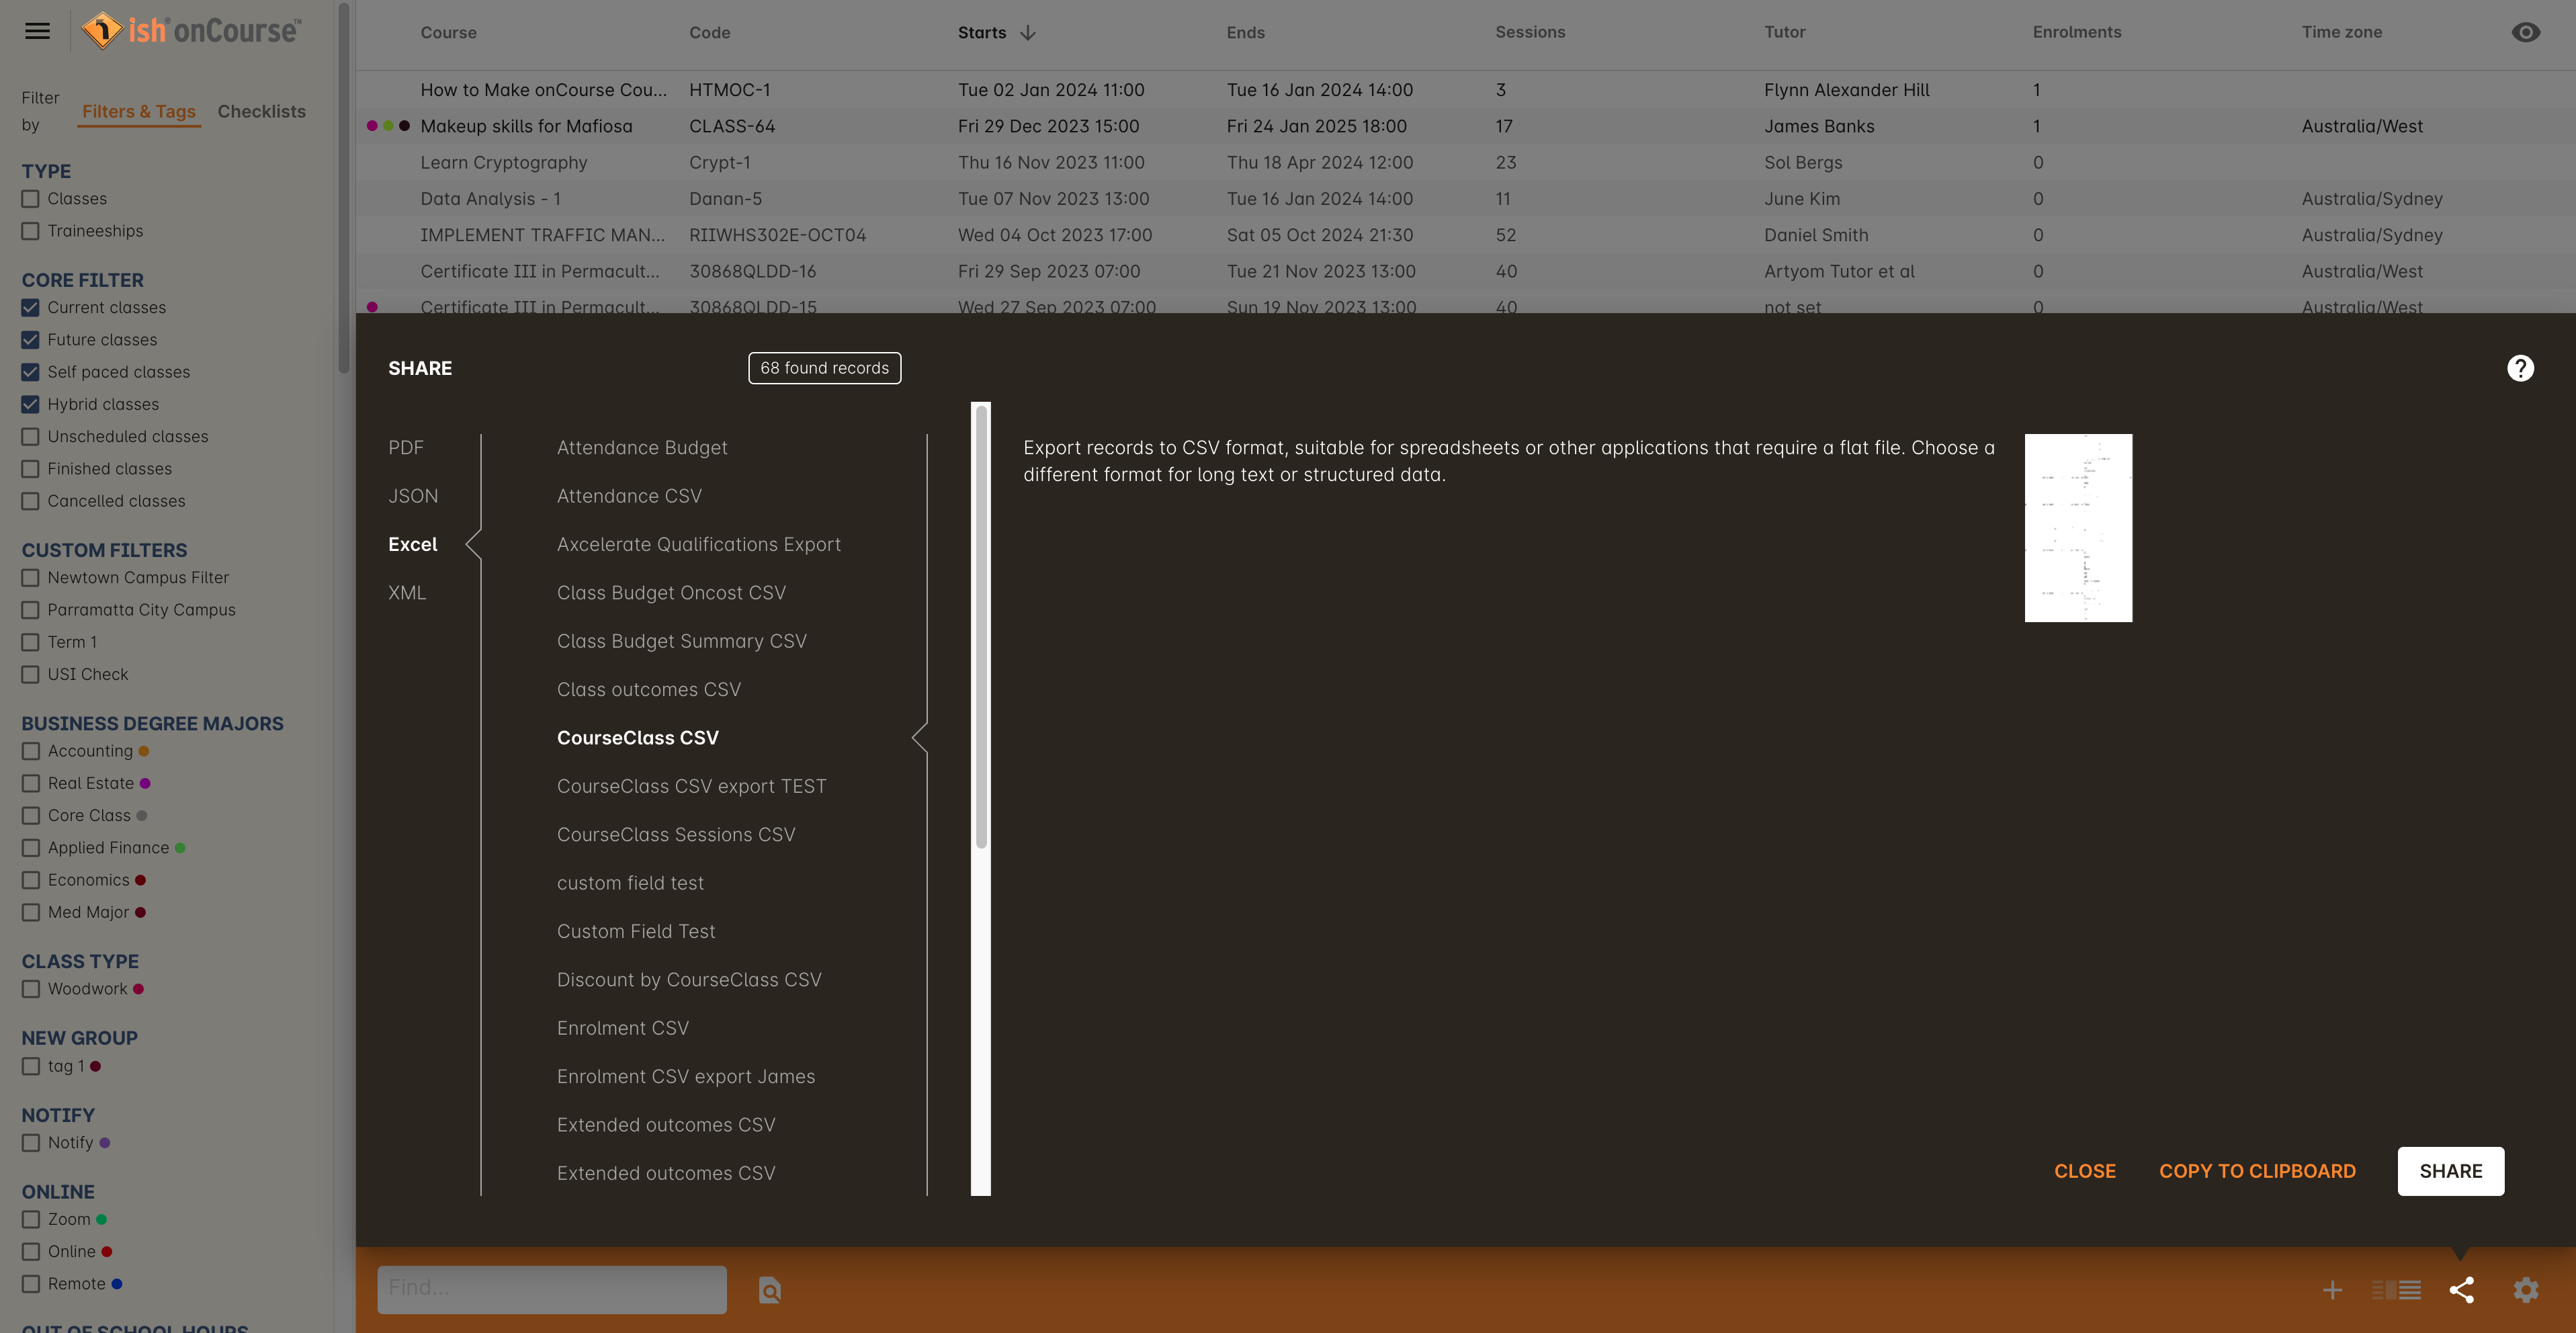 ish onCourse™
Filter by
Filters & Tags
Checklists
TYPE
Classes
Traineeships
CORE FILTER
Current classes
Future classes
Self paced classes
Hybrid classes
Unscheduled classes
Finished classes
Cancelled classes
CUSTOM FILTERS
Newtown Campus Filter
Parramatta City Campus
Term 1
USI Check
BUSINESS DEGREE MAJORS
Accounting
Real Estate
Core Class
Applied Finance
Economics
Med Major
CLASS TYPE
Woodwork
NEW GROUP
tag 1
NOTIFY
Notify
ONLINE
Zoom
Online
Remote
OUT OF SCHOOL HOURS
Course Code Starts Ends Sessions Tutor Enrolments Time zone
How to Make onCourse Cou... HTMOC-1 Tue 02 Jan 2024 11:00 Tue 16 Jan 2024 14:00 3 Flynn Alexander Hill 1
Makeup skills for Mafiosa CLASS-64 Fri 29 Dec 2023 15:00 Fri 24 Jan 2025 18:00 17 James Banks 1 Australia/West
Learn Cryptography Crypt-1 Thu 16 Nov 2023 11:00 Thu 18 Apr 2024 12:00 23 Sol Bergs 0
Data Analysis - 1 Danan-5 Tue 07 Nov 2023 13:00 Tue 16 Jan 2024 14:00 11 June Kim 0 Australia/Sydney
IMPLEMENT TRAFFIC MAN... RIIWHS302E-OCT04 Wed 04 Oct 2023 17:00 Sat 05 Oct 2024 21:30 52 Daniel Smith 0 Australia/Sydney
Certificate III in Permacult... 30868QLDD-16 Fri 29 Sep 2023 07:00 Tue 21 Nov 2023 13:00 40 Artyom Tutor et al 0 Australia/West
Certificate III in Permacult... 30868QLDD-15 Wed 27 Sep 2023 07:00 Sun 19 Nov 2023 13:00 40 not set 0 Australia/West
SHARE
68 found records
?
PDF
JSON
Excel
XML
Attendance Budget
Attendance CSV
Axcelerate Qualifications Export
Class Budget Oncost CSV
Class Budget Summary CSV
Class outcomes CSV
CourseClass CSV
CourseClass CSV export TEST
CourseClass Sessions CSV
custom field test
Custom Field Test
Discount by CourseClass CSV
Enrolment CSV
Enrolment CSV export James
Extended outcomes CSV
Extended outcomes CSV
Export records to CSV format, suitable for spreadsheets or other applications that require a flat file. Choose a
different format for long text or structured data.
CLOSE
COPY TO CLIPBOARD
SHARE
Find...